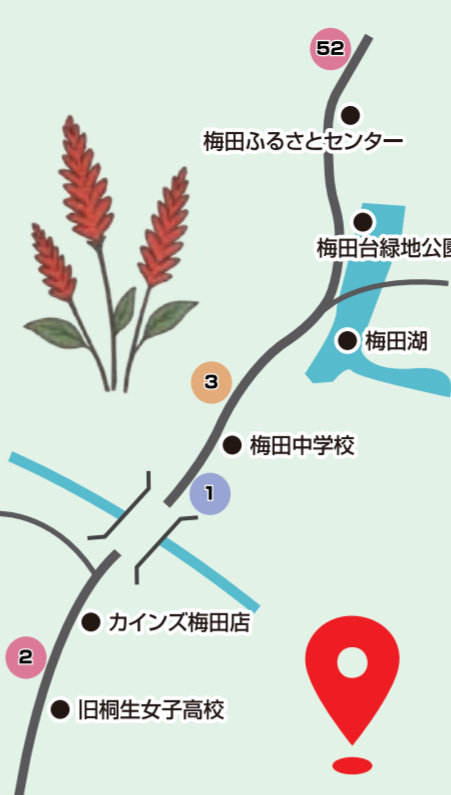 52
梅田ふるさとセンター
梅田台緑地公園
梅田湖
3
梅田中学校
1
カインズ梅田店
2
旧桐生女子高校